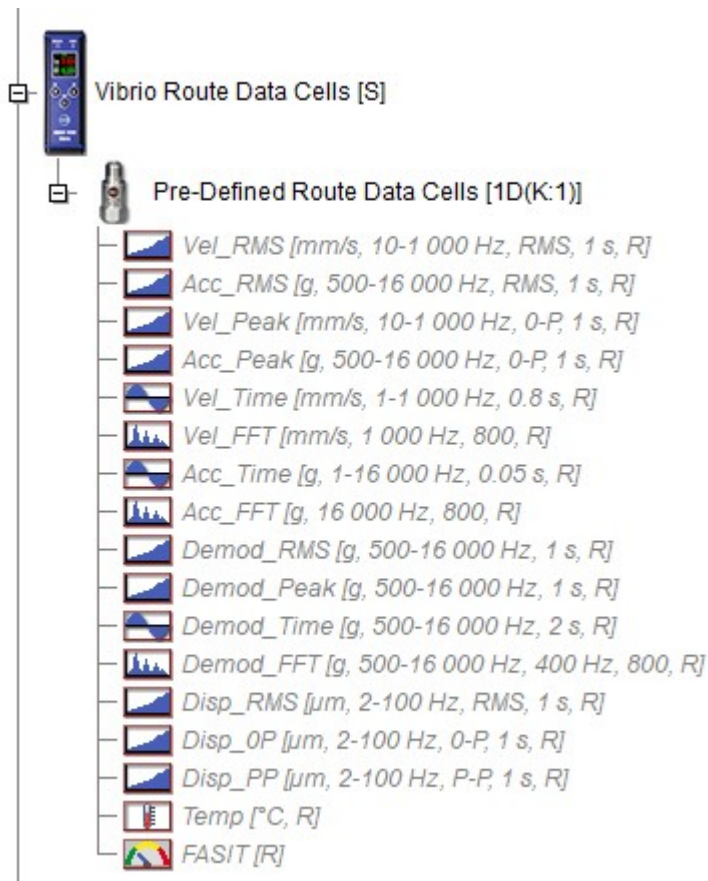 Vibrio Route Data Cells [S]
Pre-Defined Route Data Cells [1D(K:1)]
Vel_RMS [mm/s, 10-1 000 Hz, RMS, 1 s, R]
Acc_RMS [g, 500-16 000 Hz, RMS, 1 s, R]
Vel_Peak [mm/s, 10-1 000 Hz, 0-P, 1 s, R]
Acc_Peak [g, 500-16 000 Hz, 0-P, 1 s, R]
Vel_Time [mm/s, 1-1 000 Hz, 0.8 s, R]
Vel_FFT [mm/s, 1 000 Hz, 800, R]
Acc_Time [g, 1-16 000 Hz, 0.05 s, R]
Acc_FFT [g, 16 000 Hz, 800, R]
Demod_RMS [g, 500-16 000 Hz, 1 s, R]
Demod_Peak [g, 500-16 000 Hz, 1 s, R]
Demod_Time [g, 500-16 000 Hz, 2 s, R]
Demod_FFT [g, 500-16 000 Hz, 400 Hz, 800, R]
Disp_RMS [µm, 2-100 Hz, RMS, 1 s, R]
Disp_0P [µm, 2-100 Hz, 0-P, 1 s, R]
Disp_PP [µm, 2-100 Hz, P-P, 1 s, R]
Temp [°C, R]
FASIT [R]